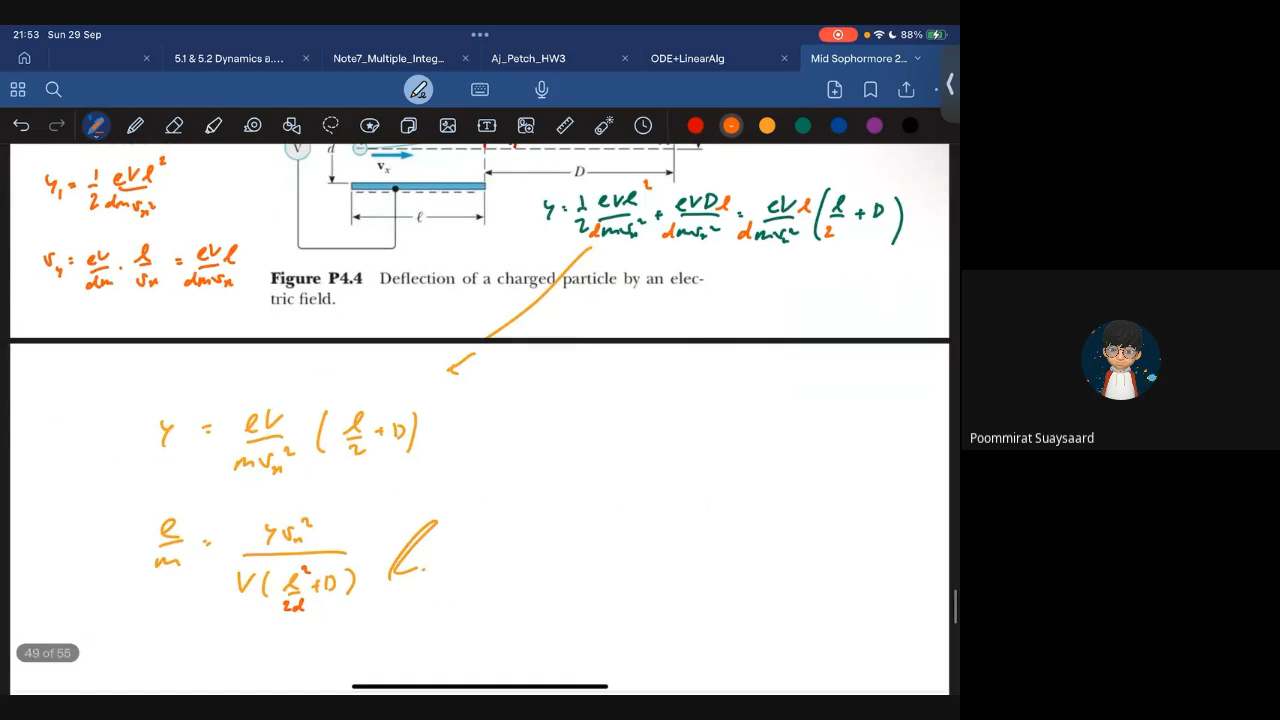 21:53 Sun 29 Sep
88%
5.1 & 5.2 Dynamics a....
Note7_Multiple_Integ...
Aj_Petch_HW3
ODE+LinearAlg
Mid Sophormore 2...
y₁ = 1/2 eVl²/dmvₓ²
v_y = eV/dm · l/vₓ = eVl/dmvₓ
V
d
vₓ
D
ℓ
y = 1/2 eVl²/dmvₓ² + eVDl/dmvₓ² = eVl/dmvₓ² (l/2 + D)
Figure P4.4 Deflection of a charged particle by an elec-
tric field.
y = eV/mvₓ² (l/2 + D)
e/m = yvₓ²/V(l²/2d + D)
49 of 55
Poommirat Suaysaard